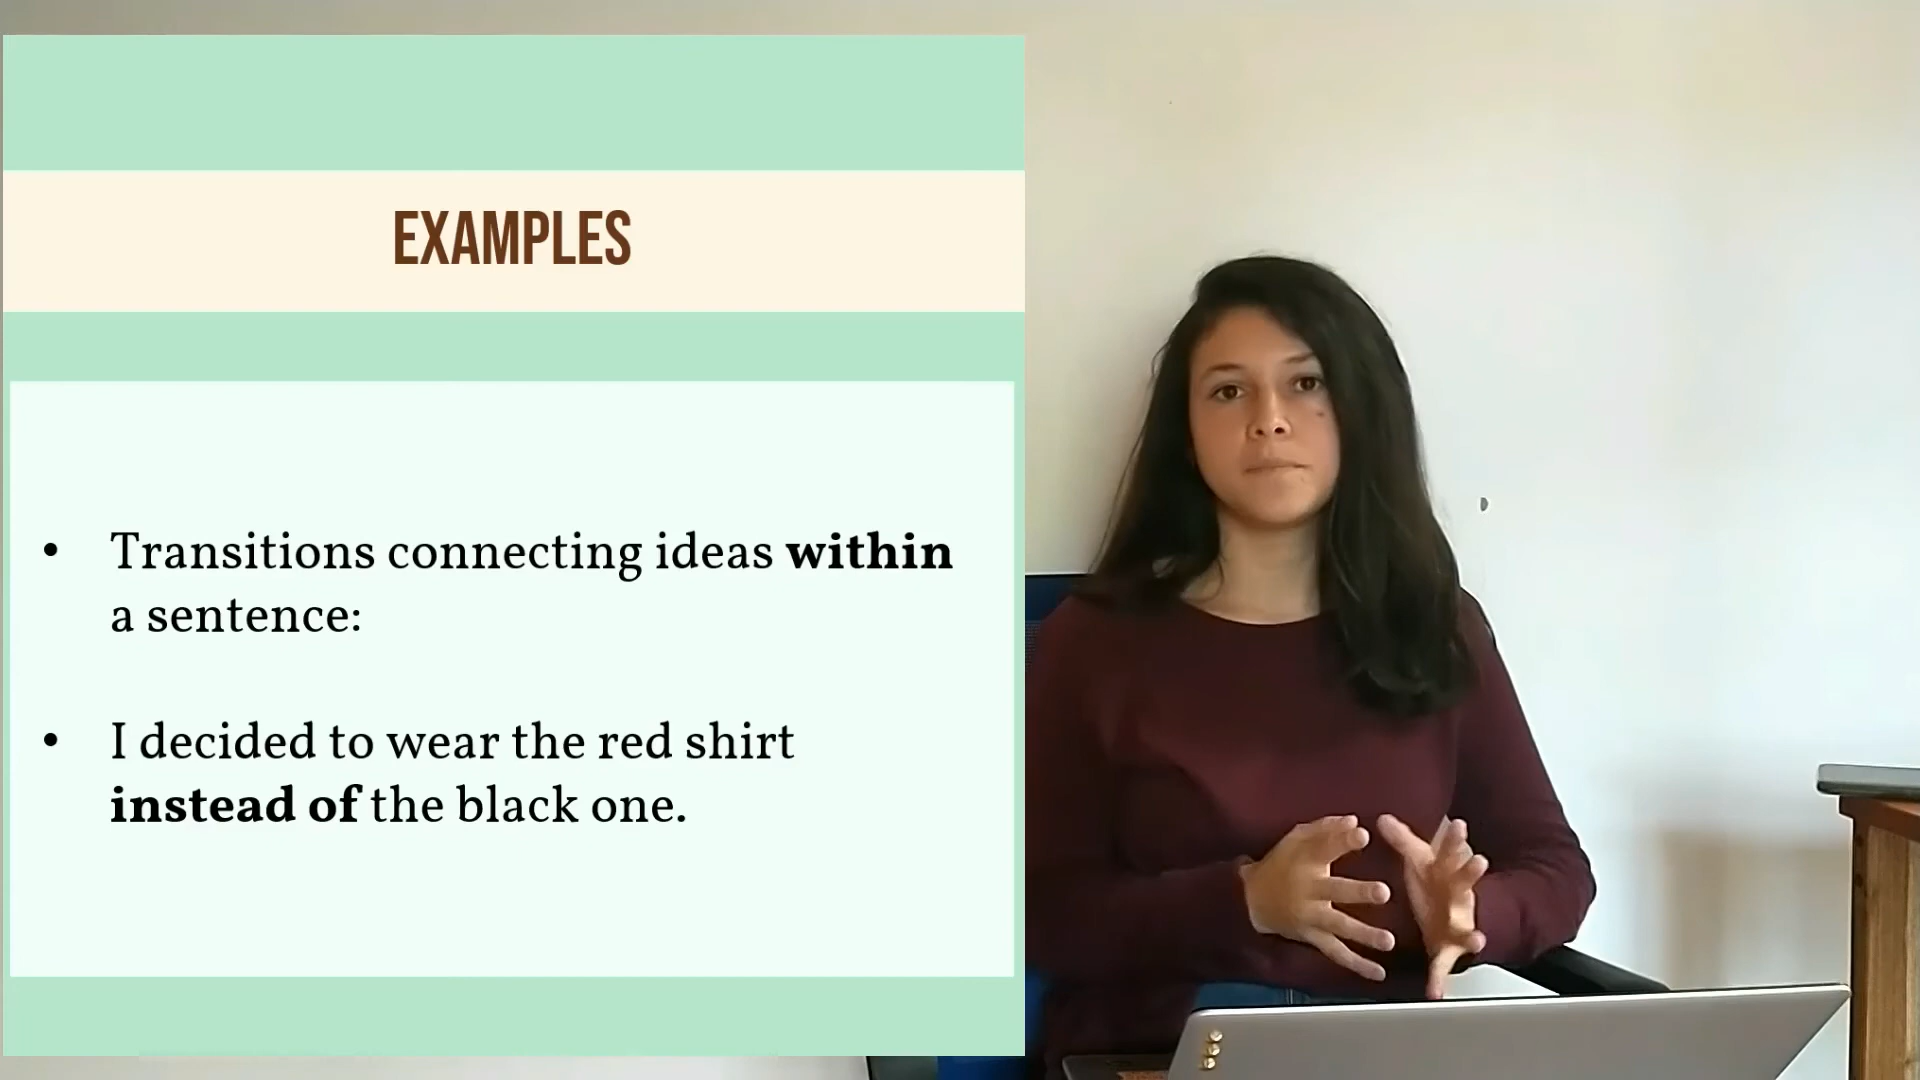 EXAMPLES
• Transitions connecting ideas within
a sentence:
• I decided to wear the red shirt
instead of the black one.